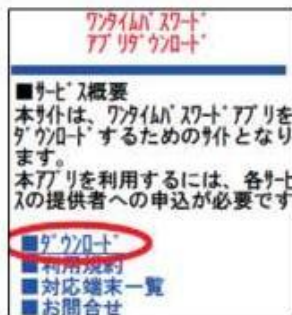 ﾜﾝﾀｲﾑﾊﾟｽﾜｰﾄﾞ
ｱﾌﾟﾘﾀﾞｳﾝﾛｰﾄﾞ
■ｻｰﾋﾞｽ概要
本ｻｲﾄは、ﾜﾝﾀｲﾑﾊﾟｽﾜｰﾄﾞｱﾌﾟﾘを
ﾀﾞｳﾝﾛｰﾄﾞするためのｻｲﾄとなり
ます。
本ｱﾌﾟﾘを利用するには、各ｻｰﾋﾞ
ｽの提供者への申込が必要です
■ﾀﾞｳﾝﾛｰﾄﾞ
■利用規約
■対応端末一覧
■お問合せ